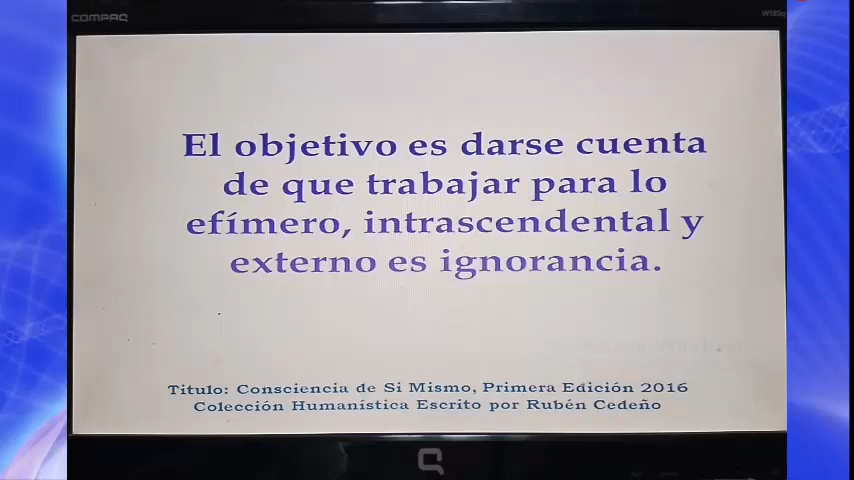 COMPAQ
El objetivo es darse cuenta
de que trabajar para lo
efímero, intrascendental y
externo es ignorancia.
Titulo: Consciencia de Si Mismo, Primera Edición 2016
Colección Humanística Escrito por Rubén Cedeño